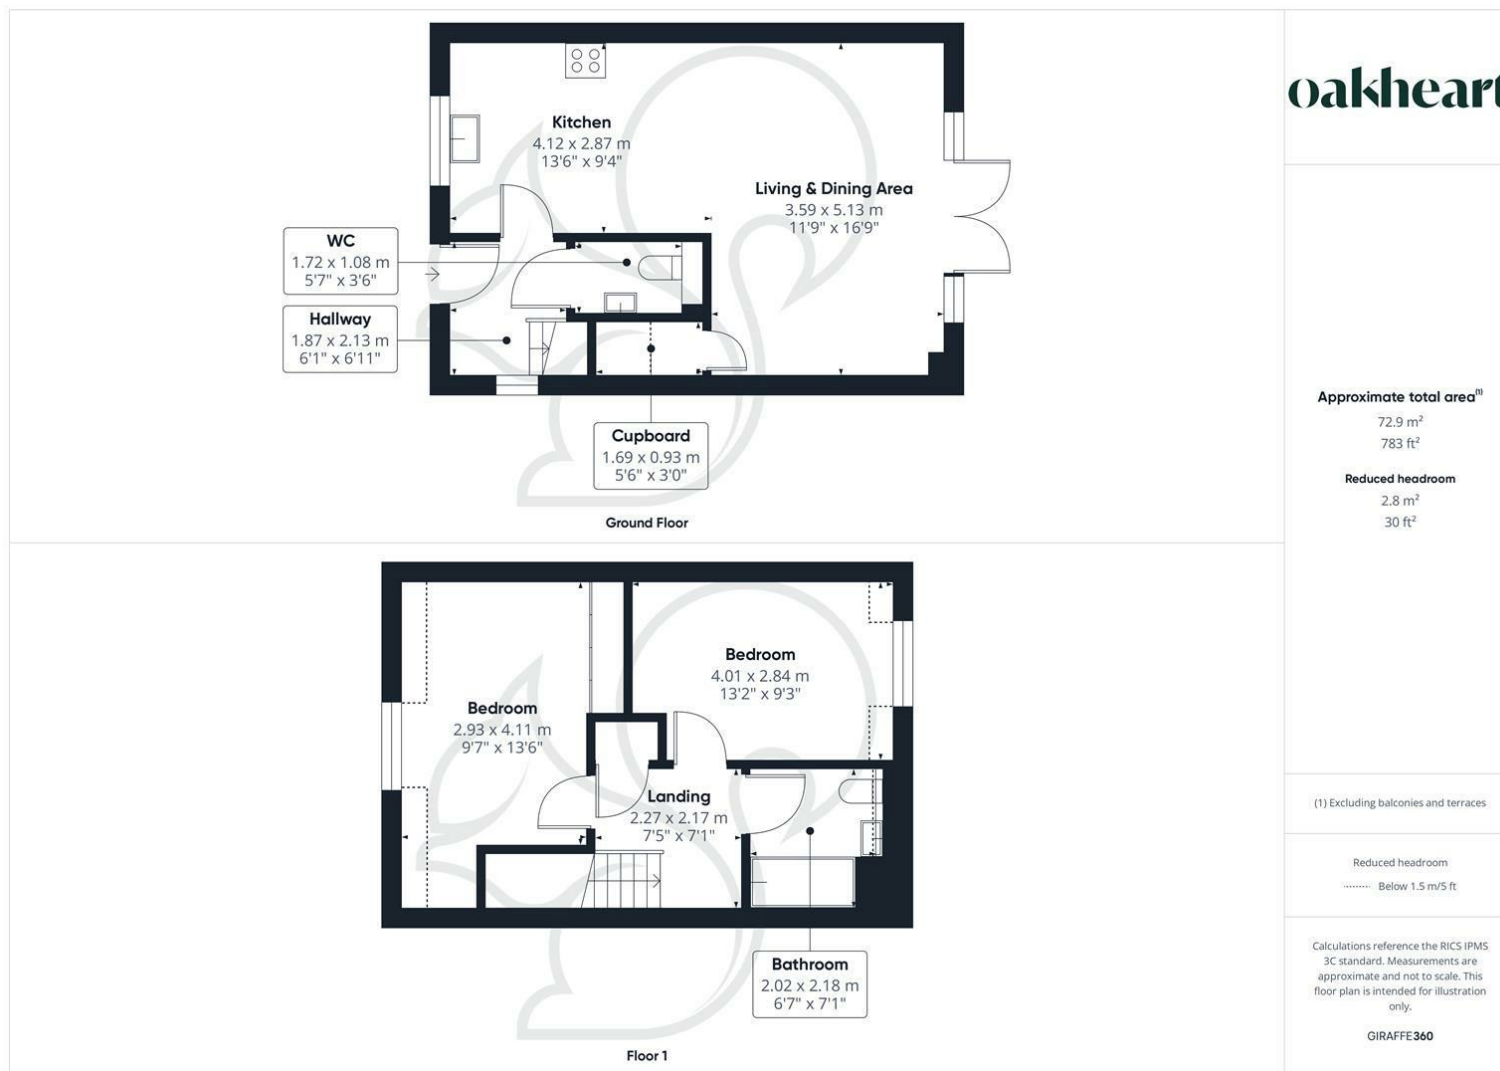 Kitchen
4.12 x 2.87 m
13'6" x 9'4"
Living & Dining Area
3.59 x 5.13 m
11'9" x 16'9"
WC
1.72 x 1.08 m
5'7" x 3'6"
Hallway
1.87 x 2.13 m
6'1" x 6'11"
Cupboard
1.69 x 0.93 m
5'6" x 3'0"
Ground Floor
Bedroom
4.01 x 2.84 m
13'2" x 9'3"
Bedroom
2.93 x 4.11 m
9'7" x 13'6"
Landing
2.27 x 2.17 m
7'5" x 7'1"
Bathroom
2.02 x 2.18 m
6'7" x 7'1"
Floor 1
oakheart
Approximate total area⁽¹⁾
72.9 m²
783 ft²
Reduced headroom
2.8 m²
30 ft²
(1) Excluding balconies and terraces
Reduced headroom
Below 1.5 m/5 ft
Calculations reference the RICS IPMS
3C standard. Measurements are
approximate and not to scale. This
floor plan is intended for illustration
only.
GIRAFFE360